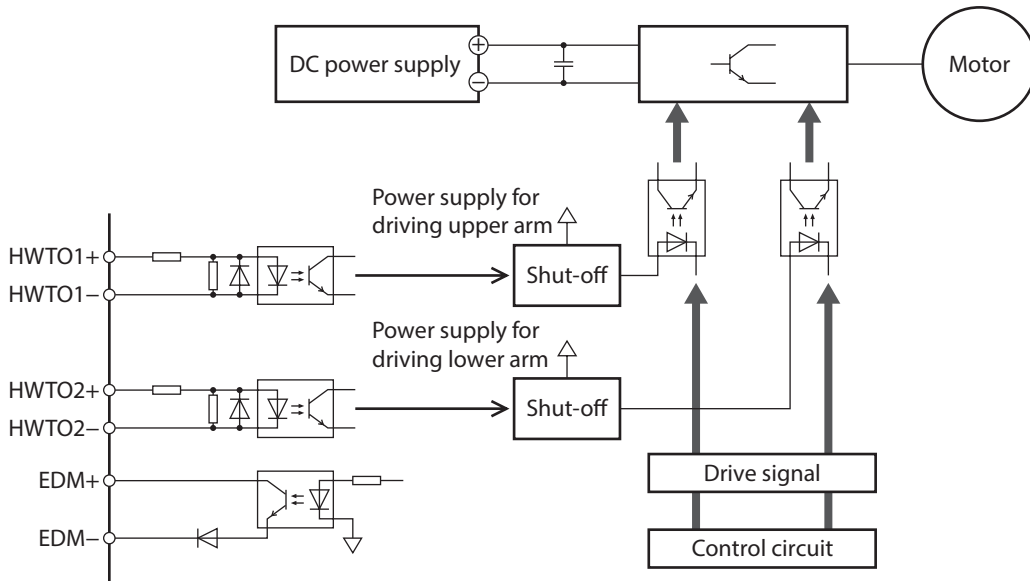 DC power supply
+
−
Motor
Power supply for
driving upper arm
HWTO1+
HWTO1−
Shut-off
Power supply for
driving lower arm
HWTO2+
HWTO2−
Shut-off
EDM+
EDM−
Drive signal
Control circuit